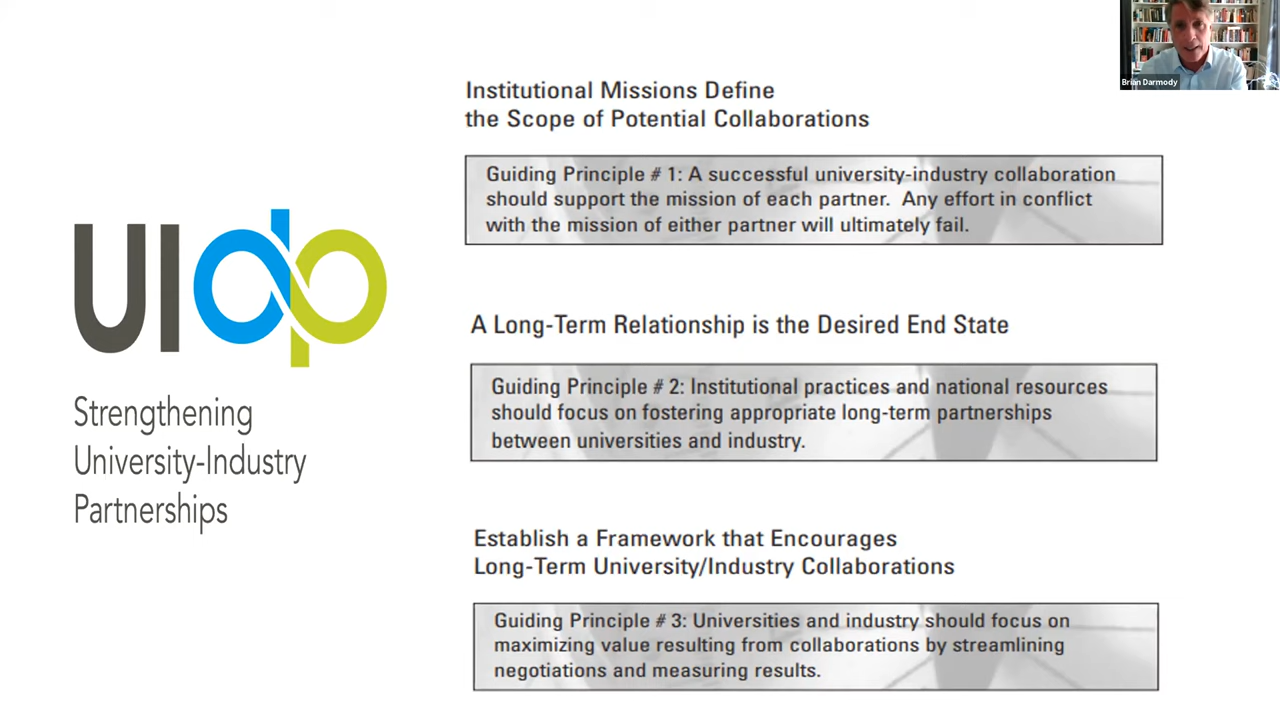 Brian Darmody
UIDP
Strengthening
University-Industry
Partnerships
Institutional Missions Define
the Scope of Potential Collaborations
Guiding Principle # 1: A successful university-industry collaboration
should support the mission of each partner. Any effort in conflict
with the mission of either partner will ultimately fail.
A Long-Term Relationship is the Desired End State
Guiding Principle # 2: Institutional practices and national resources
should focus on fostering appropriate long-term partnerships
between universities and industry.
Establish a Framework that Encourages
Long-Term University/Industry Collaborations
Guiding Principle # 3: Universities and industry should focus on
maximizing value resulting from collaborations by streamlining
negotiations and measuring results.